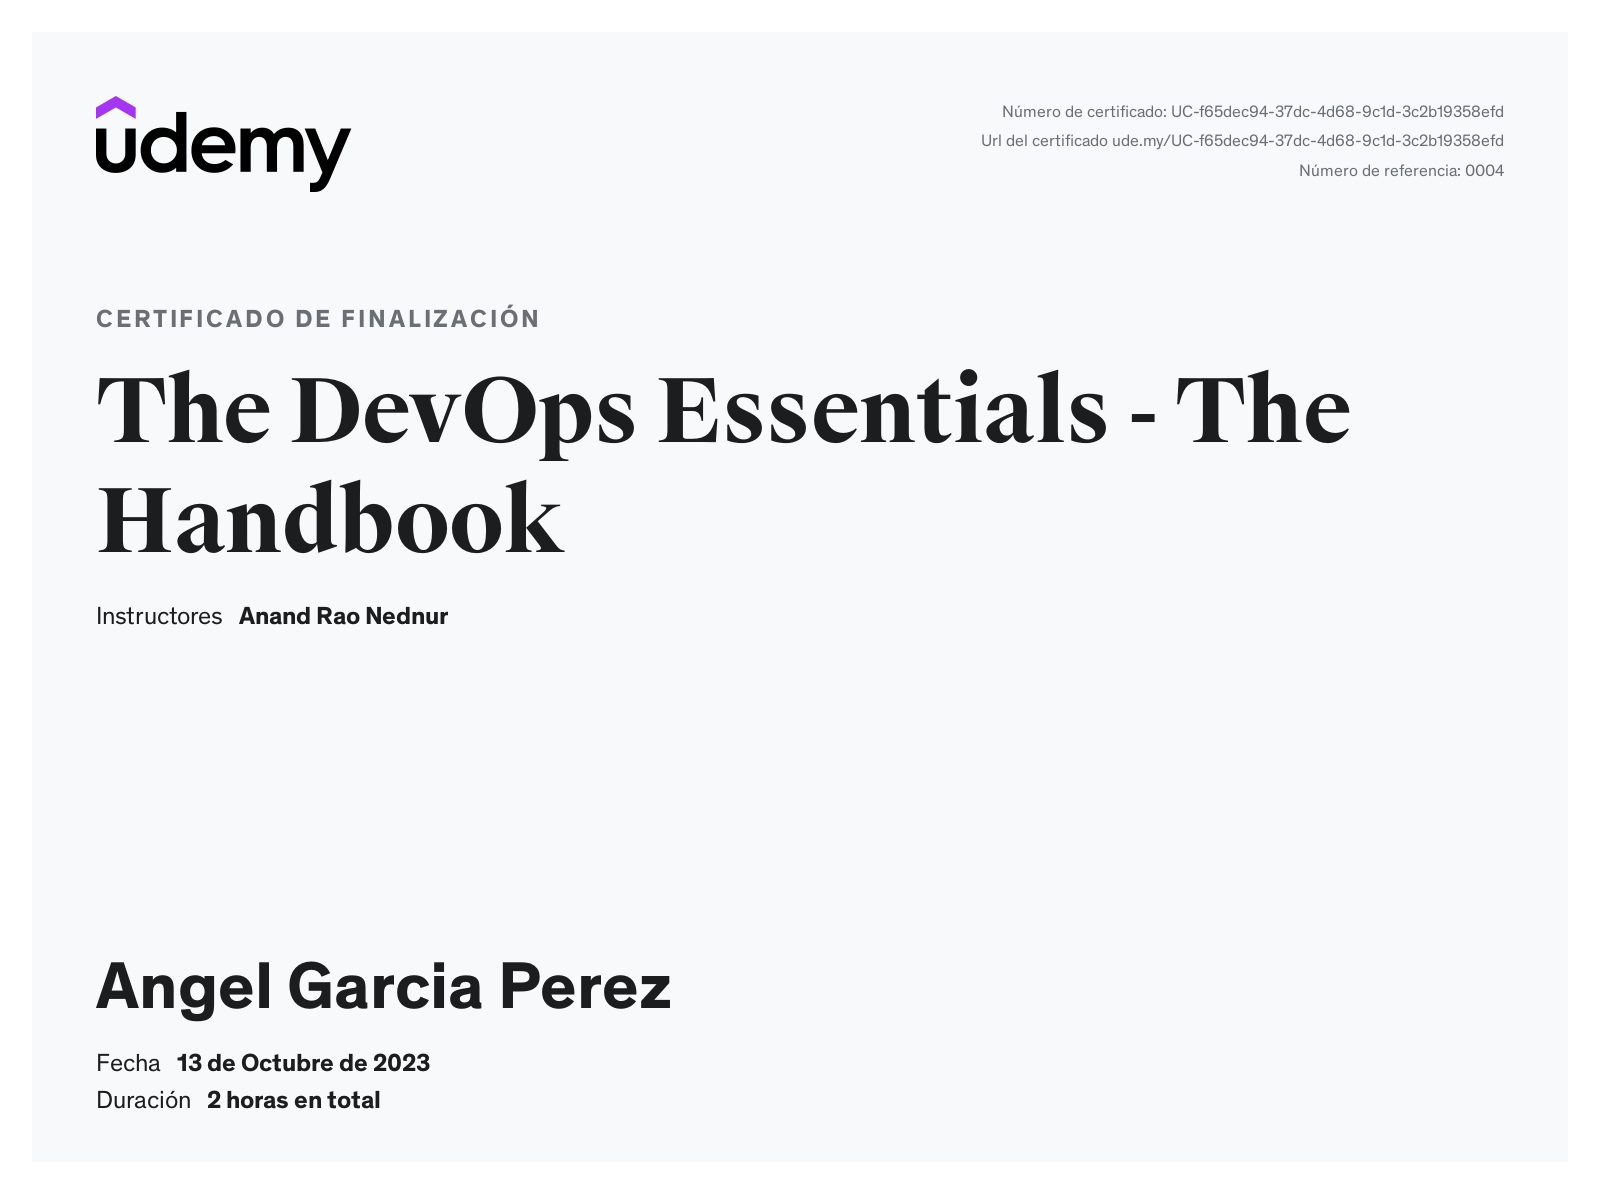 udemy
Número de certificado: UC-f65dec94-37dc-4d68-9c1d-3c2b19358efd
Url del certificado ude.my/UC-f65dec94-37dc-4d68-9c1d-3c2b19358efd
Número de referencia: 0004
CERTIFICADO DE FINALIZACIÓN
The DevOps Essentials - The
Handbook
Instructores Anand Rao Nednur
Angel Garcia Perez
Fecha 13 de Octubre de 2023
Duración 2 horas en total